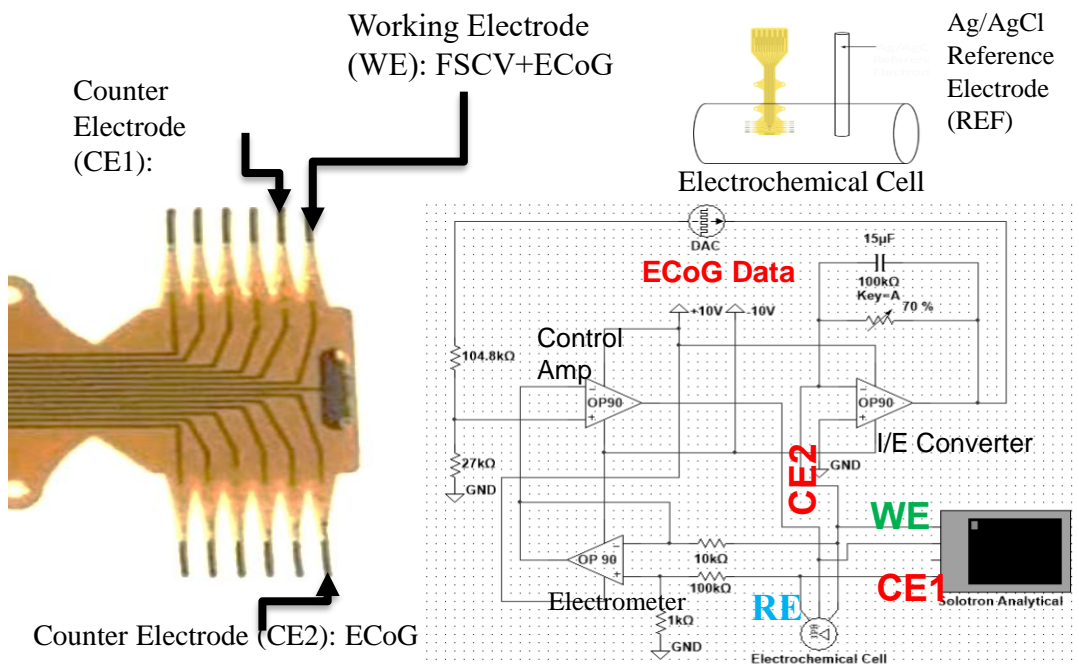 Working Electrode
(WE): FSCV+ECoG
Counter
Electrode
(CE1):
Ag/AgCl
Reference
Electrode
(REF)
Electrochemical Cell
DAC
ECoG Data
15µF
100kΩ
Key=A
70 %
+10V
-10V
104.8kΩ
Control
Amp
OP90
OP90
I/E Converter
27kΩ
GND
GND
CE2
WE
OP 90
10kΩ
100kΩ
CE1
Solotron Analytical
Electrometer
RE
1kΩ
GND
Electrochemical Cell
Counter Electrode (CE2): ECoG